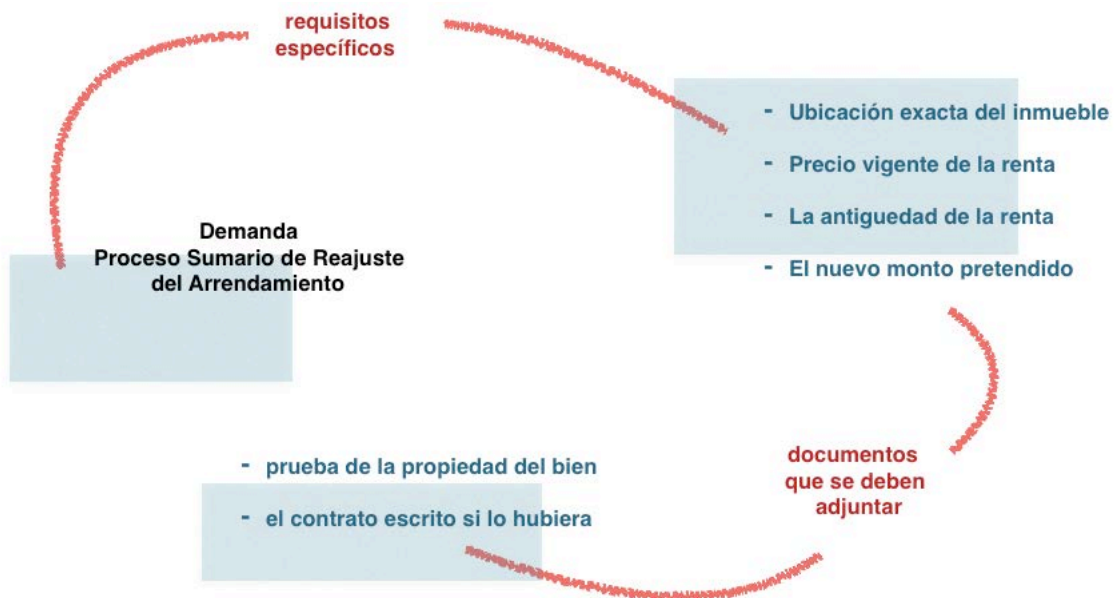 requisitos
específicos
- Ubicación exacta del inmueble
- Precio vigente de la renta
- La antiguedad de la renta
- El nuevo monto pretendido
Demanda
Proceso Sumario de Reajuste
del Arrendamiento
documentos
que se deben
adjuntar
- prueba de la propiedad del bien
- el contrato escrito si lo hubiera